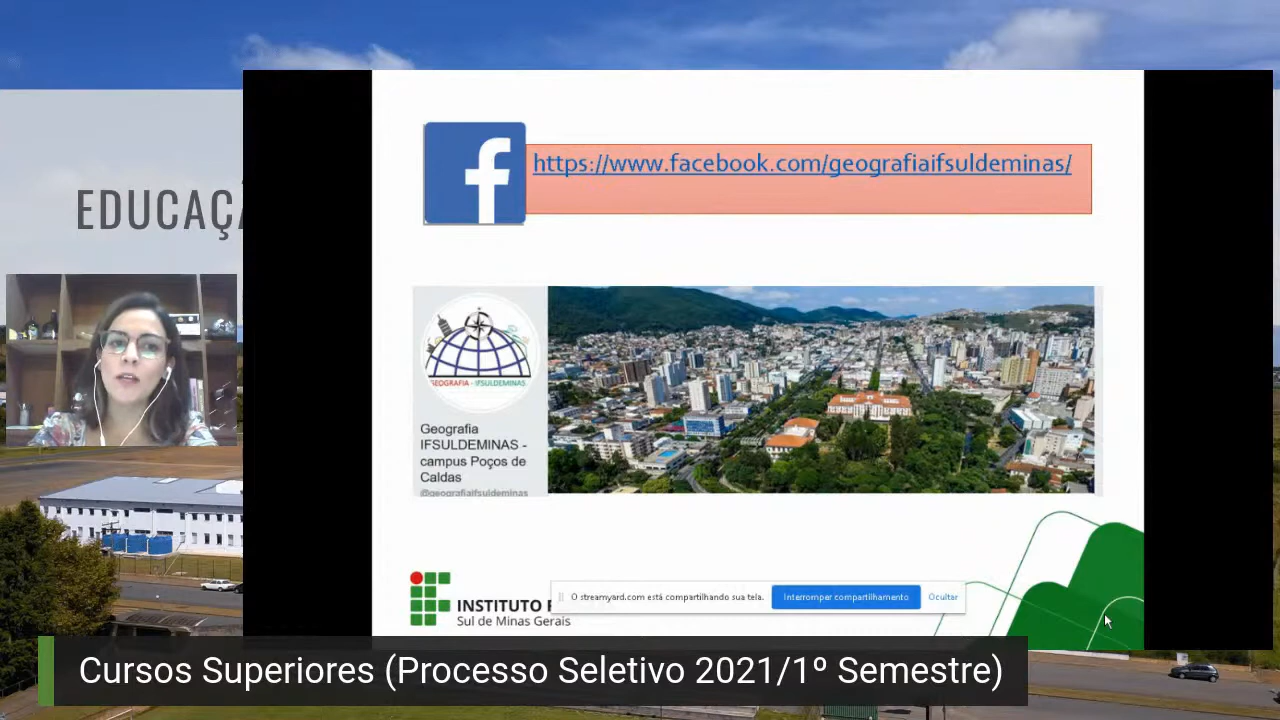 https://www.facebook.com/geografiaifsuldeminas/
EDUCAÇÃ
GEOGRAFIA - IFSULDEMINAS
Geografia
IFSULDEMINAS -
campus Poços de
Caldas
@geografiaifsuldeminas
O streamyard.com está compartilhando sua tela.
Interromper compartilhamento
Ocultar
INSTITUTO F
Sul de Minas Gerais
Cursos Superiores (Processo Seletivo 2021/1º Semestre)